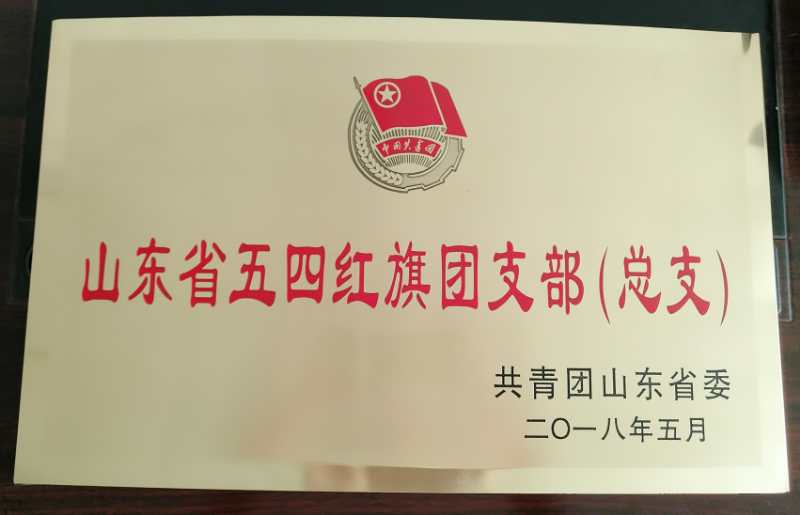 中国共青团
山东省五四红旗团支部(总支)
共青团山东省委
二〇一八年五月